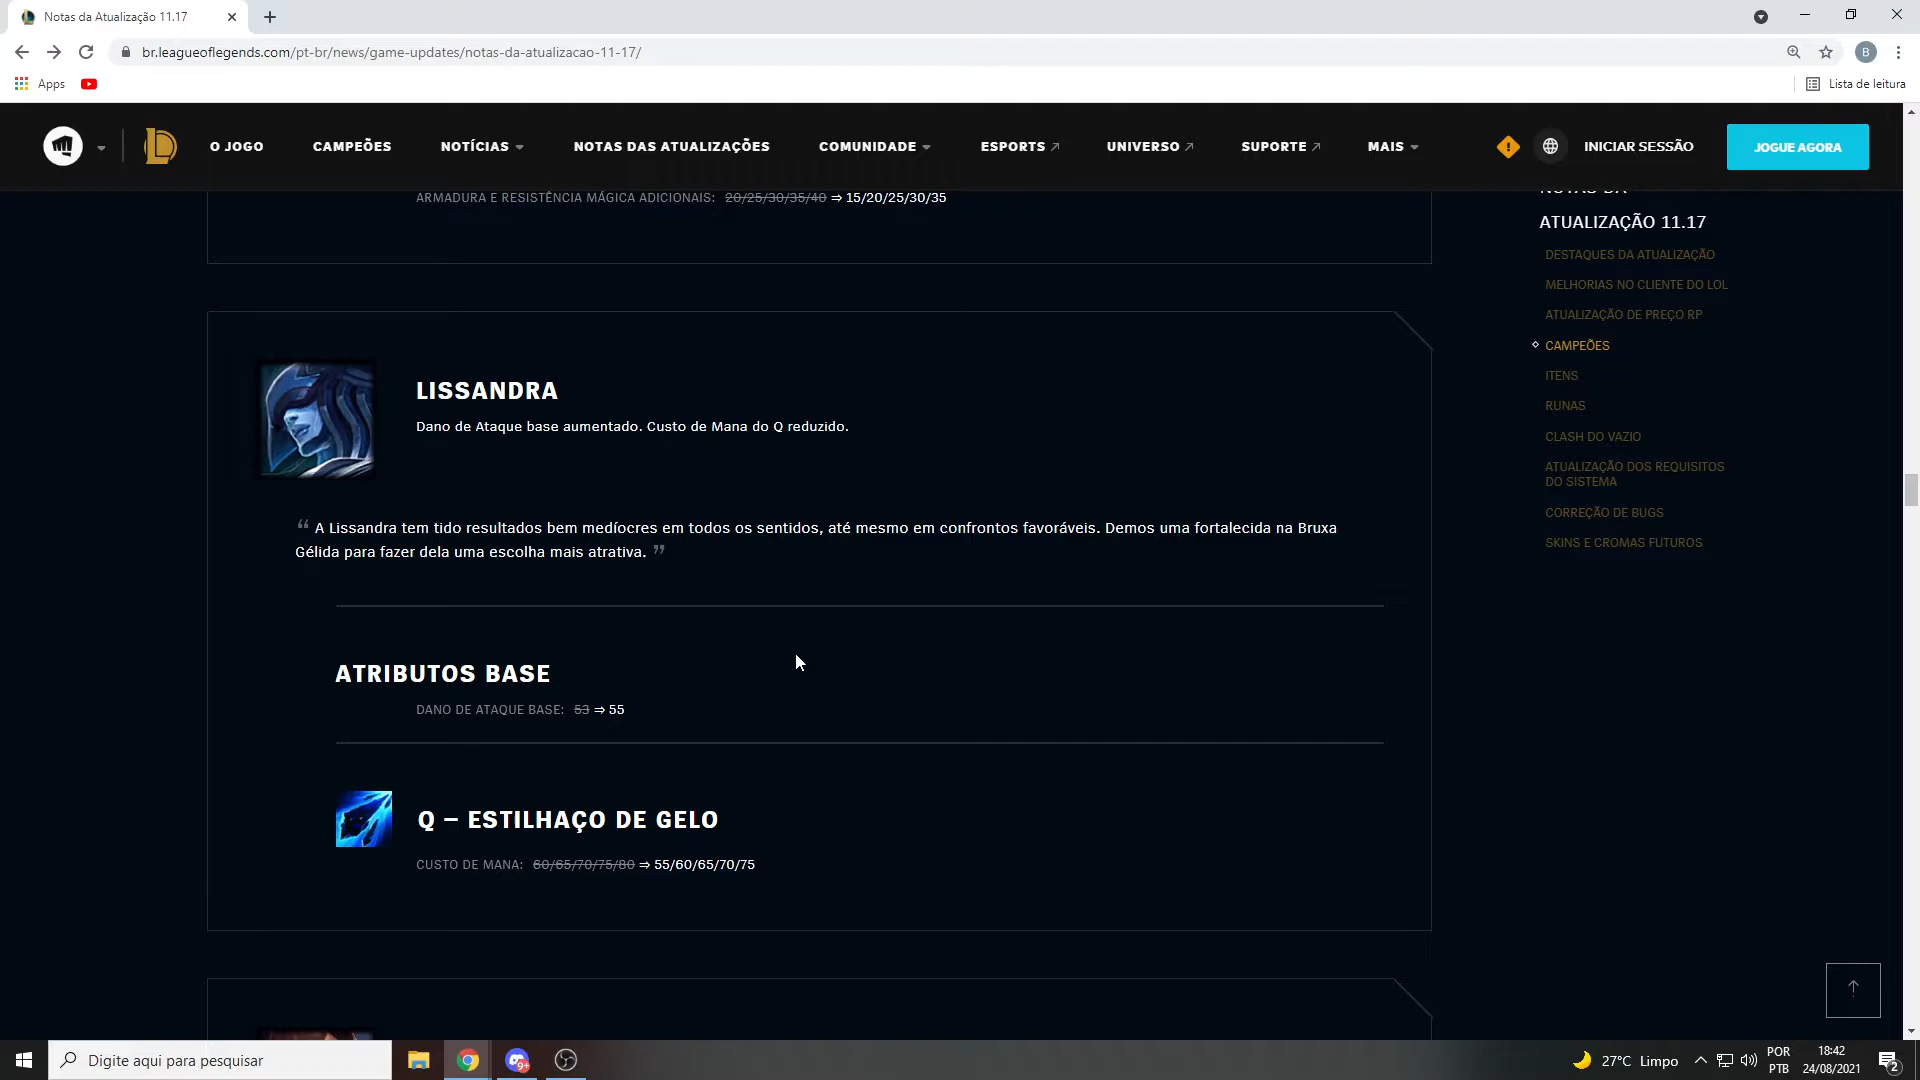 Notas da Atualização 11.17
br.leagueoflegends.com/pt-br/news/game-updates/notas-da-atualizacao-11-17/
B
Apps
Lista de leitura
O JOGO
CAMPEÕES
NOTÍCIAS
NOTAS DAS ATUALIZAÇÕES
COMUNIDADE
ESPORTS
UNIVERSO
SUPORTE
MAIS
INICIAR SESSÃO
JOGUE AGORA
ARMADURA E RESISTÊNCIA MÁGICA ADICIONAIS: 20/25/30/35/40 ⇒ 15/20/25/30/35
LISSANDRA
Dano de Ataque base aumentado. Custo de Mana do Q reduzido.
“ A Lissandra tem tido resultados bem medíocres em todos os sentidos, até mesmo em confrontos favoráveis. Demos uma fortalecida na Bruxa
Gélida para fazer dela uma escolha mais atrativa. ”
ATRIBUTOS BASE
DANO DE ATAQUE BASE: 53 ⇒ 55
Q – ESTILHAÇO DE GELO
CUSTO DE MANA: 60/65/70/75/80 ⇒ 55/60/65/70/75
NOTAS DA
ATUALIZAÇÃO 11.17
DESTAQUES DA ATUALIZAÇÃO
MELHORIAS NO CLIENTE DO LOL
ATUALIZAÇÃO DE PREÇO RP
CAMPEÕES
ITENS
RUNAS
CLASH DO VAZIO
ATUALIZAÇÃO DOS REQUISITOS
DO SISTEMA
CORREÇÃO DE BUGS
SKINS E CROMAS FUTUROS
Digite aqui para pesquisar
9+
27°C Limpo
POR
PTB
18:42
24/08/2021
2